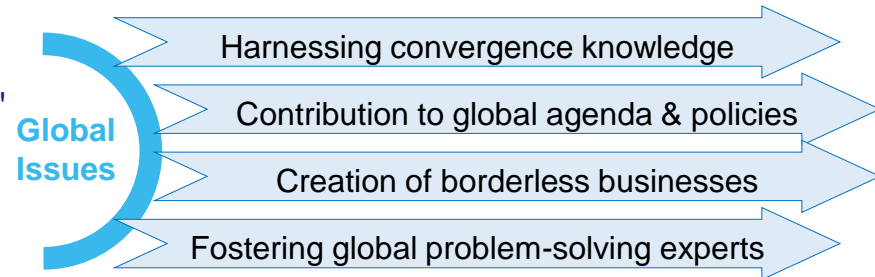 Harnessing convergence knowledge
Contribution to global agenda & policies
Global
Issues
Creation of borderless businesses
Fostering global problem-solving experts